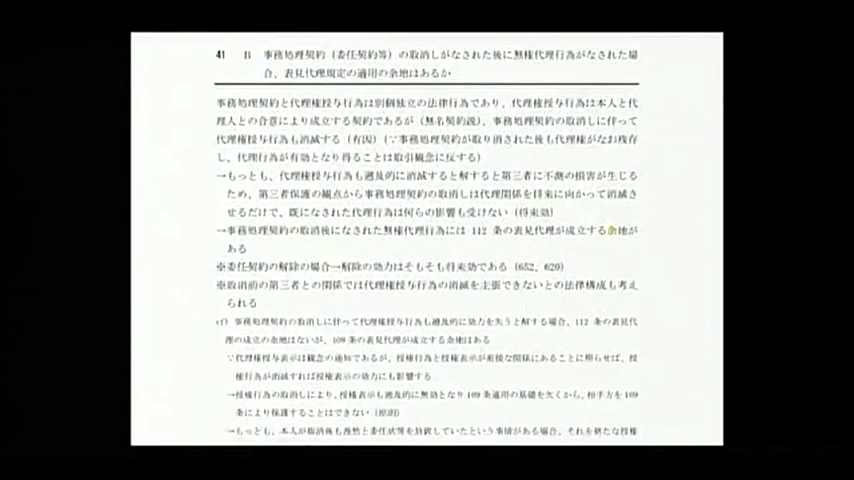 41 B 事務処理契約（委任契約等）の取消しがなされた後に無権代理行為がなされた場
合、表見代理規定の適用の余地はあるか
事務処理契約と代理権授与行為は別個独立の法律行為であり、代理権授与行為は本人と代
理人との合意により成立する契約であるが（無名契約説）、事務処理契約の取消しに伴って
代理権授与行為も消滅する（有因）（∵事務処理契約が取り消された後も代理権がなお残存
し、代理行為が有効となり得ることは取引観念に反する）
→もっとも、代理権授与行為も遡及的に消滅すると解すると第三者に不測の損害が生じる
ため、第三者保護の観点から事務処理契約の取消しは代理関係を将来に向かって消滅さ
せるだけで、既になされた代理行為は何らの影響も受けない（将来効）
→事務処理契約の取消後になされた無権代理行為には 112 条の表見代理が成立する余地が
ある
※委任契約の解除の場合→解除の効力はそもそも将来効である（652、620）
※取消前の第三者との関係では代理権授与行為の消滅を主張できないとの法律構成も考え
られる
cf）事務処理契約の取消しに伴って代理権授与行為も遡及的に効力を失うと解する場合、112 条の表見代
理の成立の余地はないが、109 条の表見代理が成立する余地はある
∵代理権授与表示は観念の通知であるが、授権行為と授権表示が密接な関係にあることに照らせば、授
権行為が消滅すれば授権表示の効力にも影響する
→授権行為の取消しにより、授権表示も遡及的に無効となり 109 条適用の基礎を欠くから、相手方を 109
条により保護することはできない（原則）
→もっとも、本人が取消後も漫然と委任状等を放置していたという事情がある場合、それを新たな授権